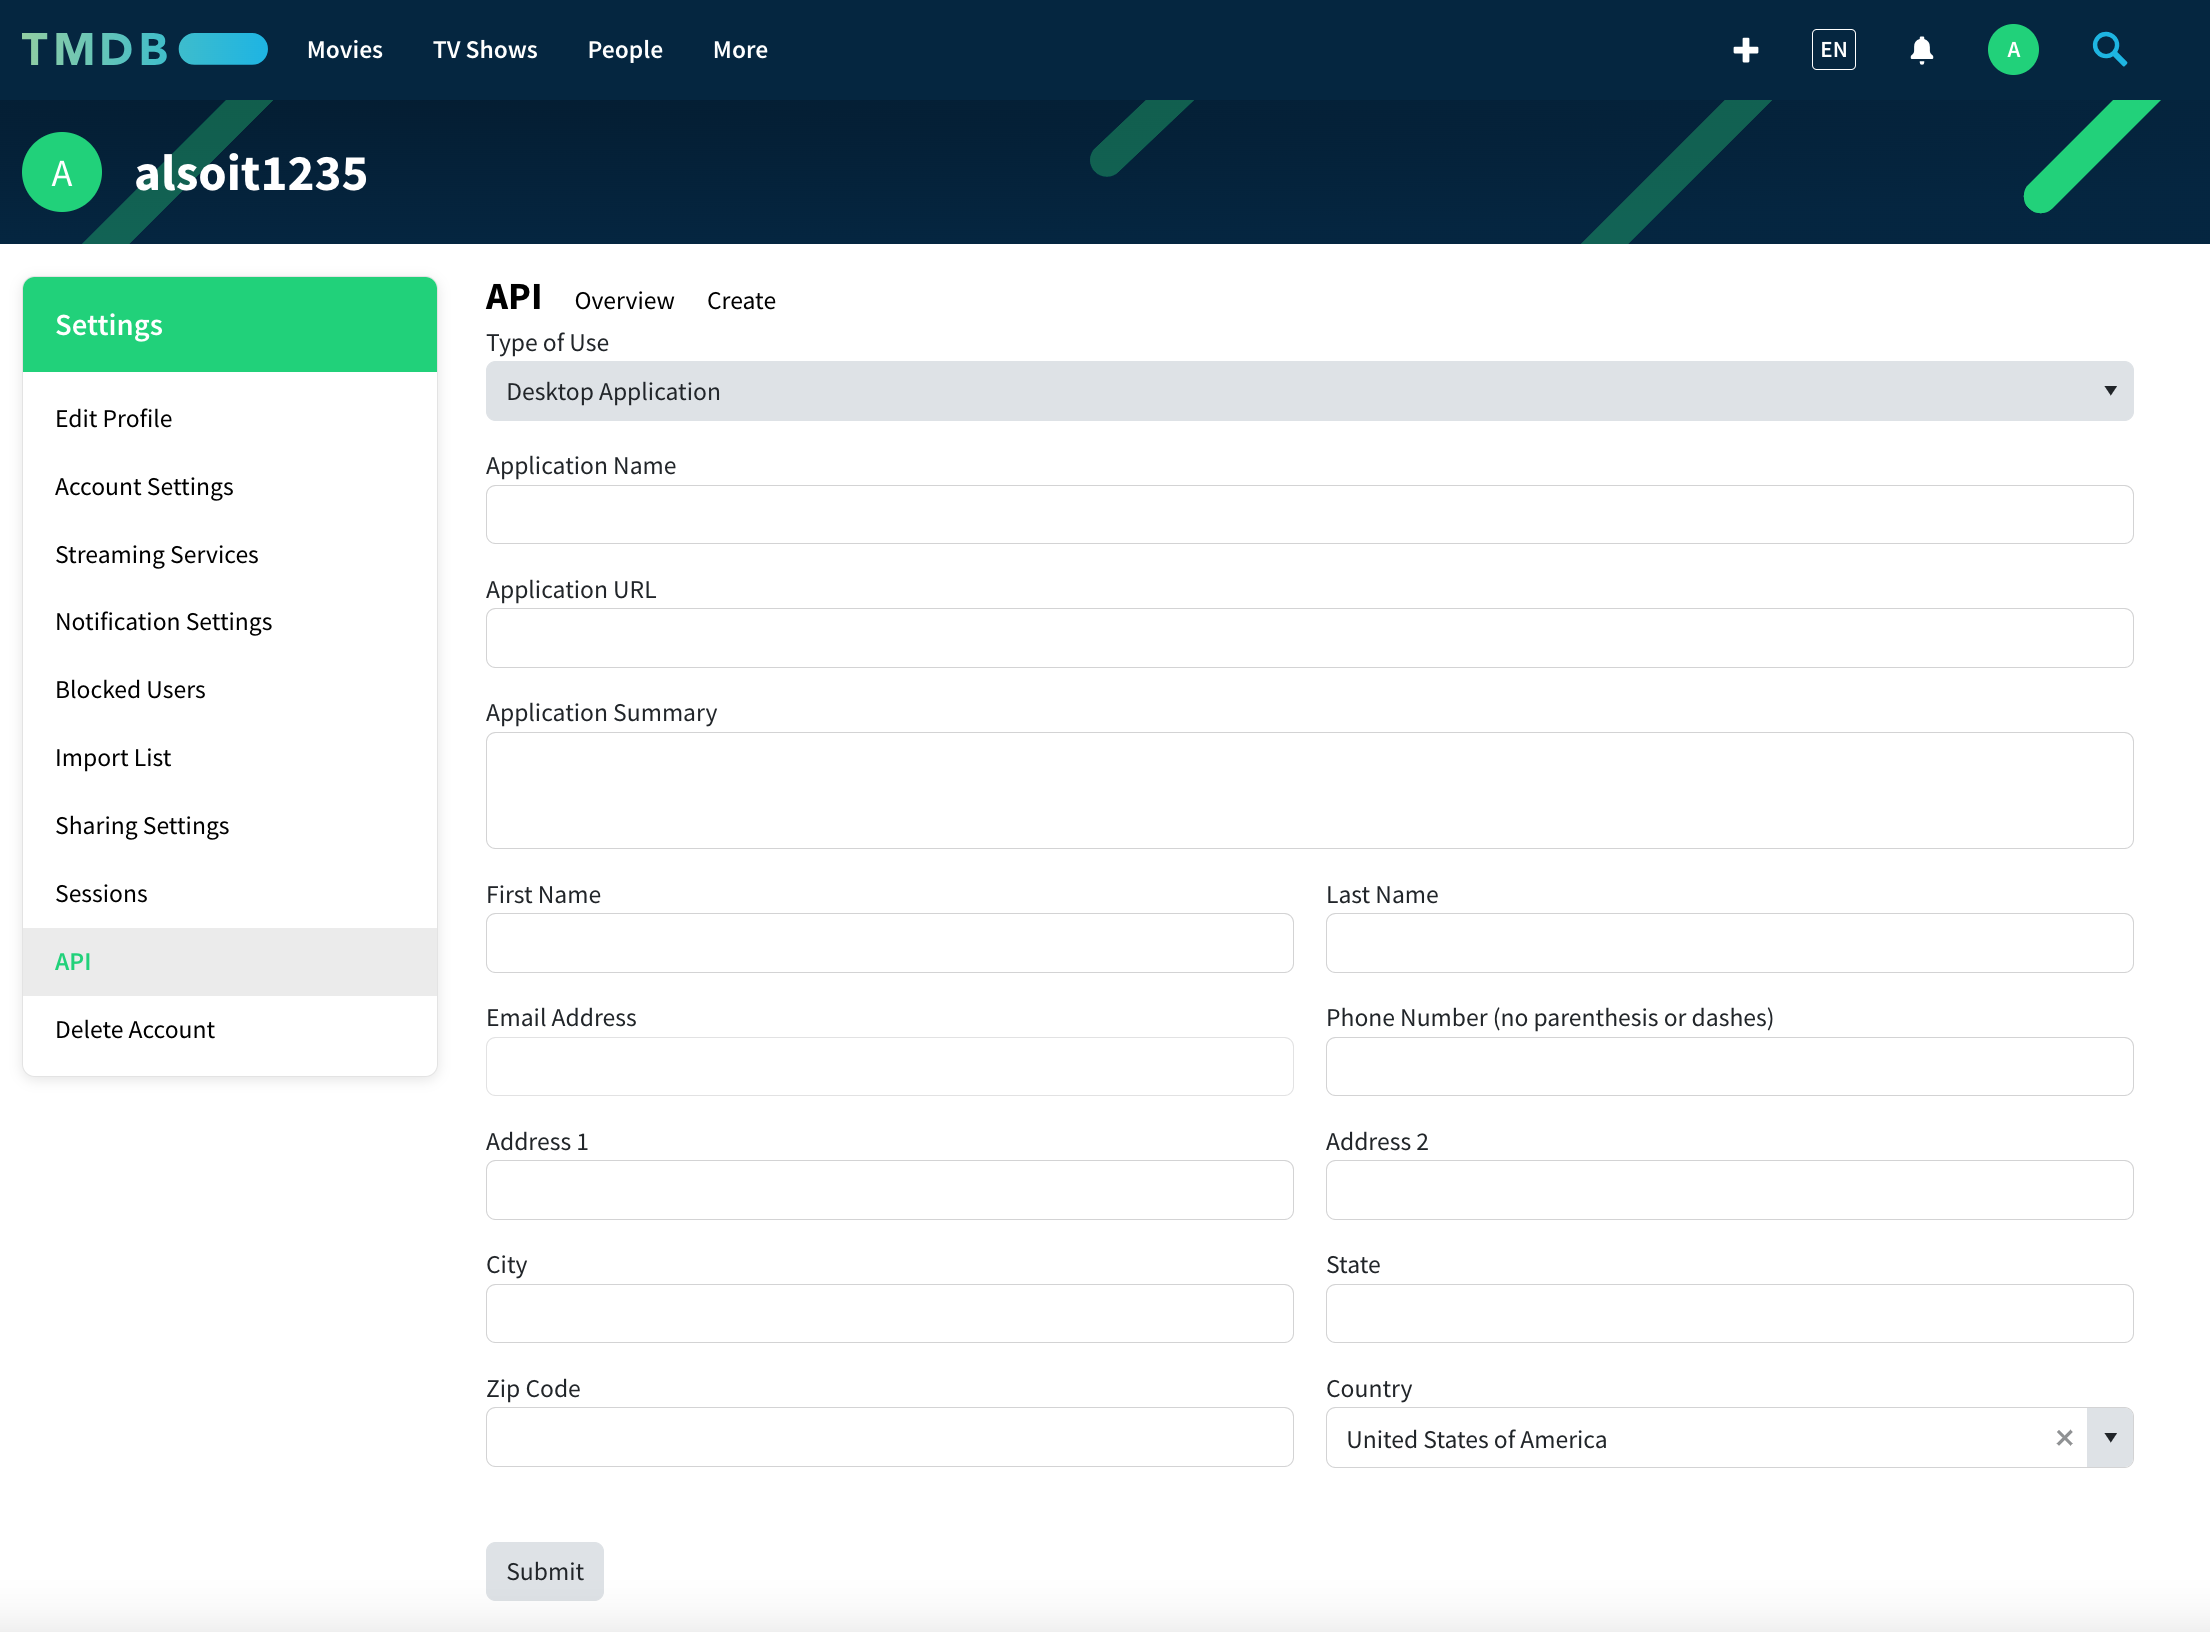 TMDB Movies TV Shows People More EN A
A alsoit1235
Settings
Edit Profile
Account Settings
Streaming Services
Notification Settings
Blocked Users
Import List
Sharing Settings
Sessions
API
Delete Account
API Overview Create
Type of Use
Desktop Application
Application Name
Application URL
Application Summary
First Name Last Name
Email Address Phone Number (no parenthesis or dashes)
Address 1 Address 2
City State
Zip Code Country
United States of America
Submit